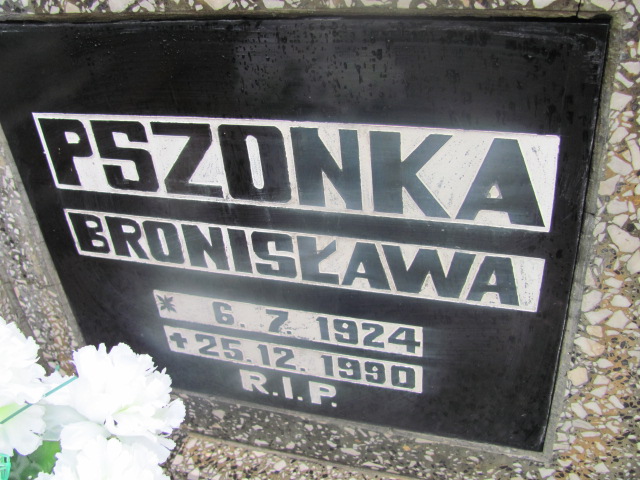 PSZONKA
BRONISŁAWA
* 6. 7. 1924
+ 25. 12. 1990
R.I.P.